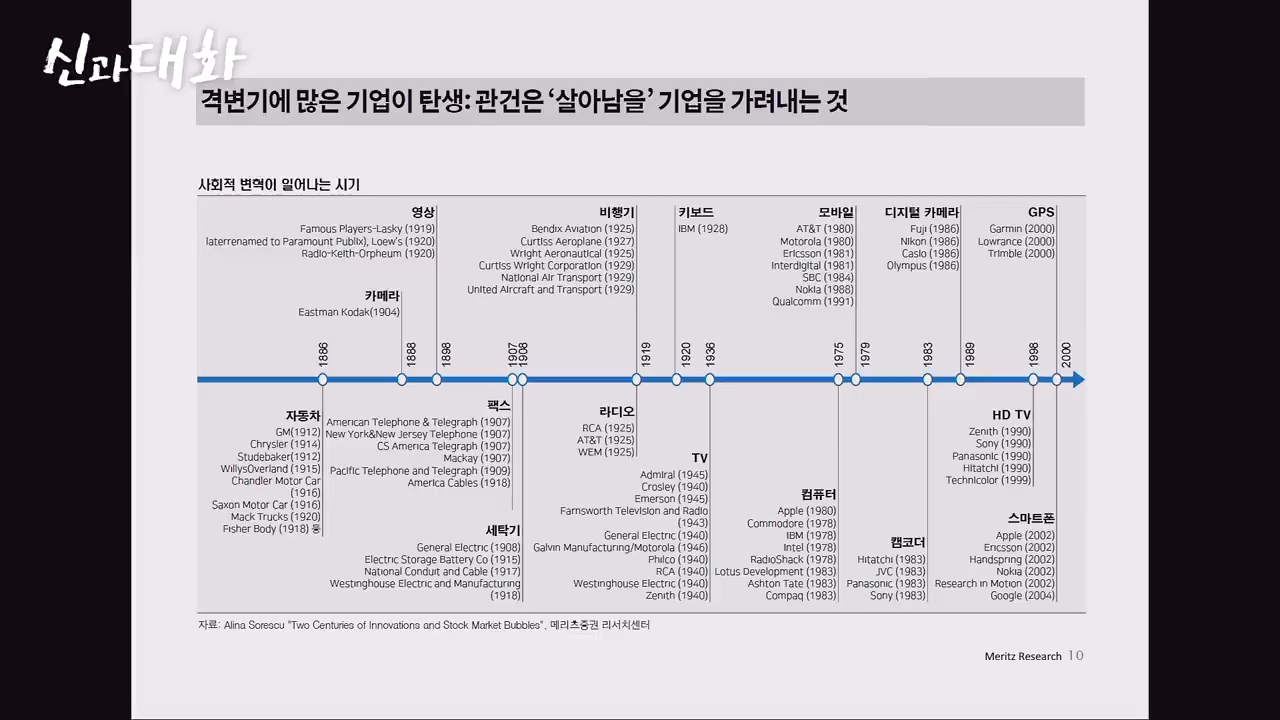 신과대화
격변기에 많은 기업이 탄생: 관건은 ‘살아남을’ 기업을 가려내는 것
사회적 변혁이 일어나는 시기
영상
Famous Players-Lasky (1919)
laterrenamed to Paramount Publix), Loew's (1920)
Radio-Keith-Orpheum (1920)
비행기
Bendix Aviation (1925)
Curtiss Aeroplane (1927)
Wright Aeronautical (1925)
Curtiss Wright Corporation (1929)
National Air Transport (1929)
United Aircraft and Transport (1929)
키보드
IBM (1928)
모바일
AT&T (1980)
Motorola (1980)
Ericsson (1981)
Interdigital (1981)
SBC (1984)
Nokia (1988)
Qualcomm (1991)
디지털 카메라
Fuji (1986)
Nikon (1986)
Casio (1986)
Olympus (1986)
GPS
Garmin (2000)
Lowrance (2000)
Trimble (2000)
카메라
Eastman Kodak(1904)
1886
1888
1898
1907
1908
1919
1920
1936
1975
1979
1983
1989
1998
2000
자동차
GM(1912)
Chrysler (1914)
Studebaker(1912)
WillysOverland (1915)
Chandler Motor Car
(1916)
Saxon Motor Car (1916)
Mack Trucks (1920)
Fisher Body (1918) 등
팩스
American Telephone & Telegraph (1907)
New York&New Jersey Telephone (1907)
CS America Telegraph (1907)
Mackay (1907)
Pacific Telephone and Telegraph (1909)
America Cables (1918)
세탁기
General Electric (1908)
Electric Storage Battery Co (1915)
National Conduit and Cable (1917)
Westinghouse Electric and Manufacturing
(1918)
라디오
RCA (1925)
AT&T (1925)
WEM (1925)
TV
Admiral (1945)
Crosley (1940)
Emerson (1945)
Farnsworth Television and Radio
(1943)
General Electric (1940)
Galvin Manufacturing/Motorola (1946)
Philco (1940)
RCA (1940)
Westinghouse Electric (1940)
Zenith (1940)
컴퓨터
Apple (1980)
Commodore (1978)
IBM (1978)
Intel (1978)
RadioShack (1978)
Lotus Development (1983)
Ashton Tate (1983)
Compaq (1983)
캠코더
Hitatchi (1983)
JVC (1983)
Panasonic (1983)
Sony (1983)
HD TV
Zenith (1990)
Sony (1990)
Panasonic (1990)
Hitatchi (1990)
Technicolor (1999)
스마트폰
Apple (2002)
Ericsson (2002)
Handspring (2002)
Nokia (2002)
Research in Motion (2002)
Google (2004)
자료: Alina Sorescu "Two Centuries of Innovations and Stock Market Bubbles", 메리츠증권 리서치센터
Meritz Research 10